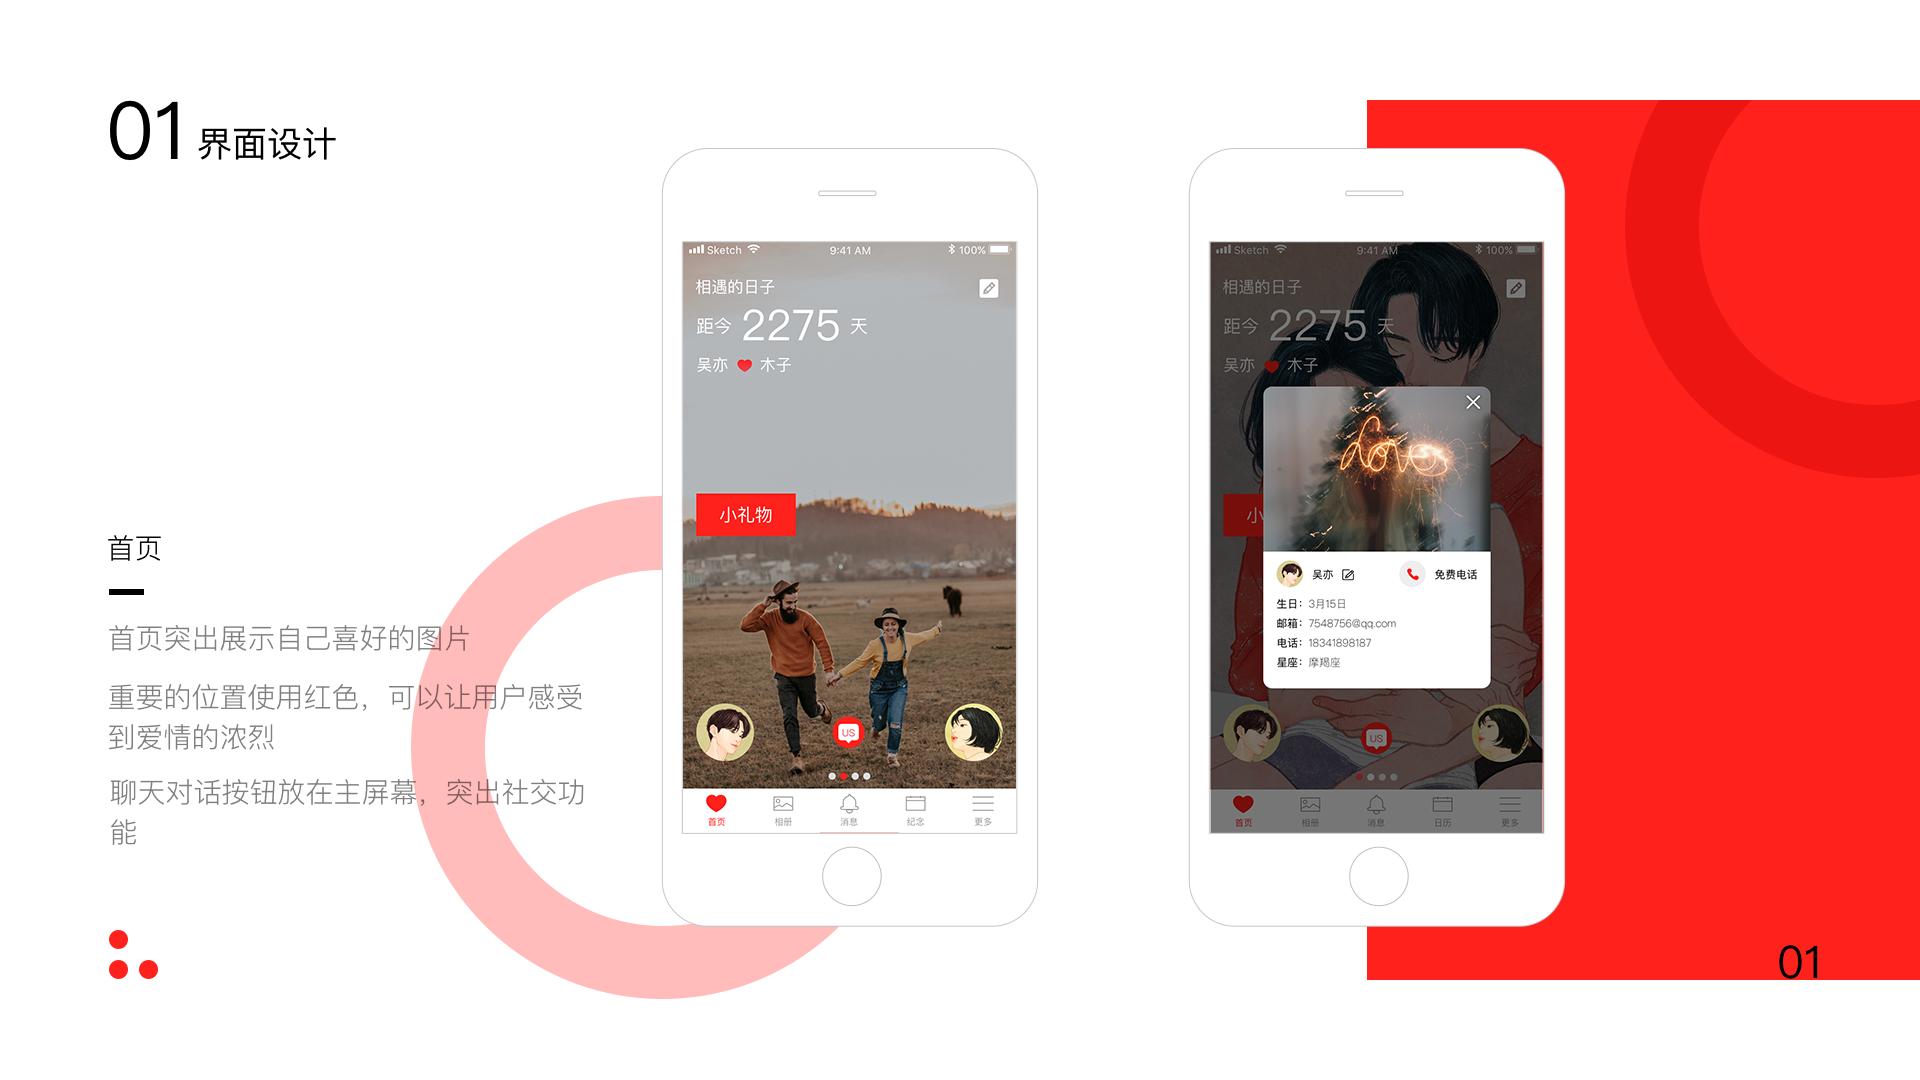 01 界面设计
首页
首页突出展示自己喜好的图片
重要的位置使用红色，可以让用户感受
到爱情的浓烈
聊天对话按钮放在主屏幕，突出社交功
能
Sketch 9:41 AM 100%
相遇的日子
距今 2275 天
吴亦 木子
小礼物
US
首页 相册 消息 纪念 更多
Sketch 9:41 AM 100%
相遇的日子
距今 2275 天
吴亦 木子
love
小
吴亦 免费电话
生日：3月15日
邮箱：7548756@qq.com
电话：18341898187
星座：摩羯座
US
首页 相册 消息 日历 更多
01